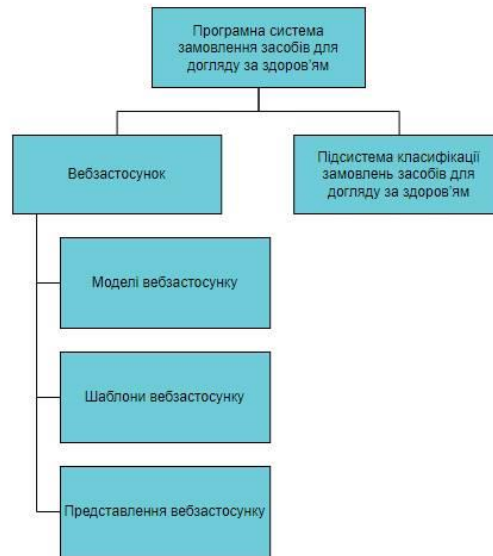 Програмна система
замовлення засобів для
догляду за здоров'ям
Вебзастосунок
Підсистема класифікації
замовлень засобів для
догляду за здоров'ям
Моделі вебзастосунку
Шаблони вебзастосунку
Представлення вебзастосунку